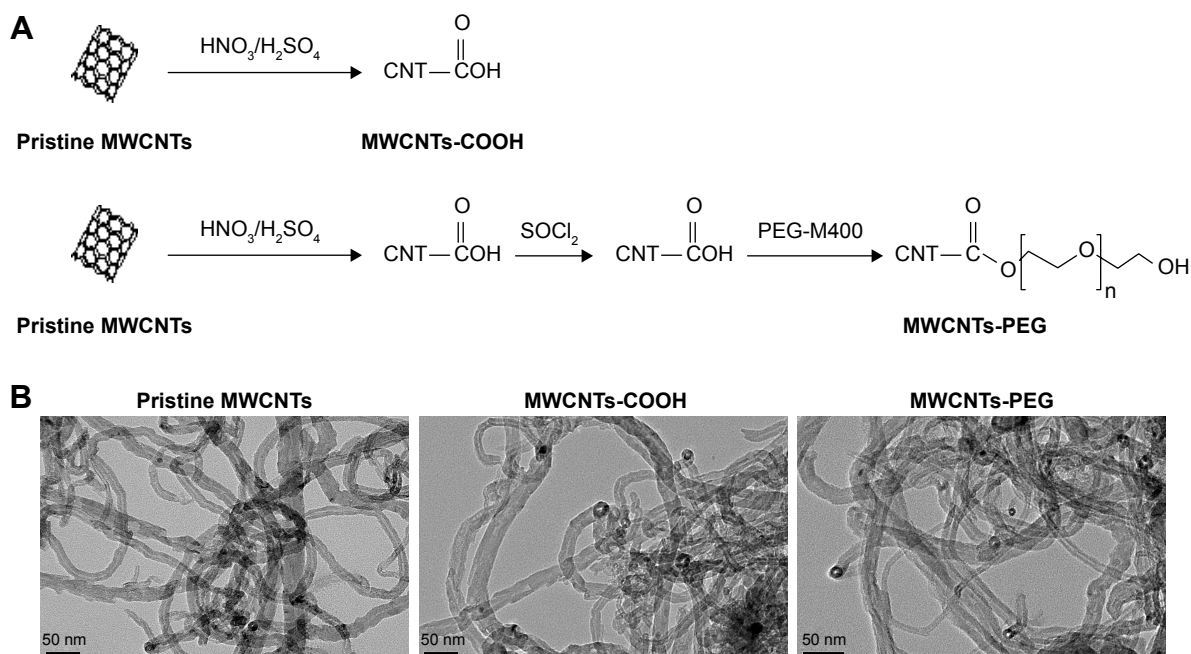 A
HNO3/H2SO4
O
CNT—COH
Pristine MWCNTs
MWCNTs-COOH
HNO3/H2SO4
O
CNT—COH
SOCl2
O
CNT—COH
PEG-M400
O
CNT—C
O
O
n
OH
Pristine MWCNTs
MWCNTs-PEG
B
Pristine MWCNTs
MWCNTs-COOH
MWCNTs-PEG
50 nm
50 nm
50 nm